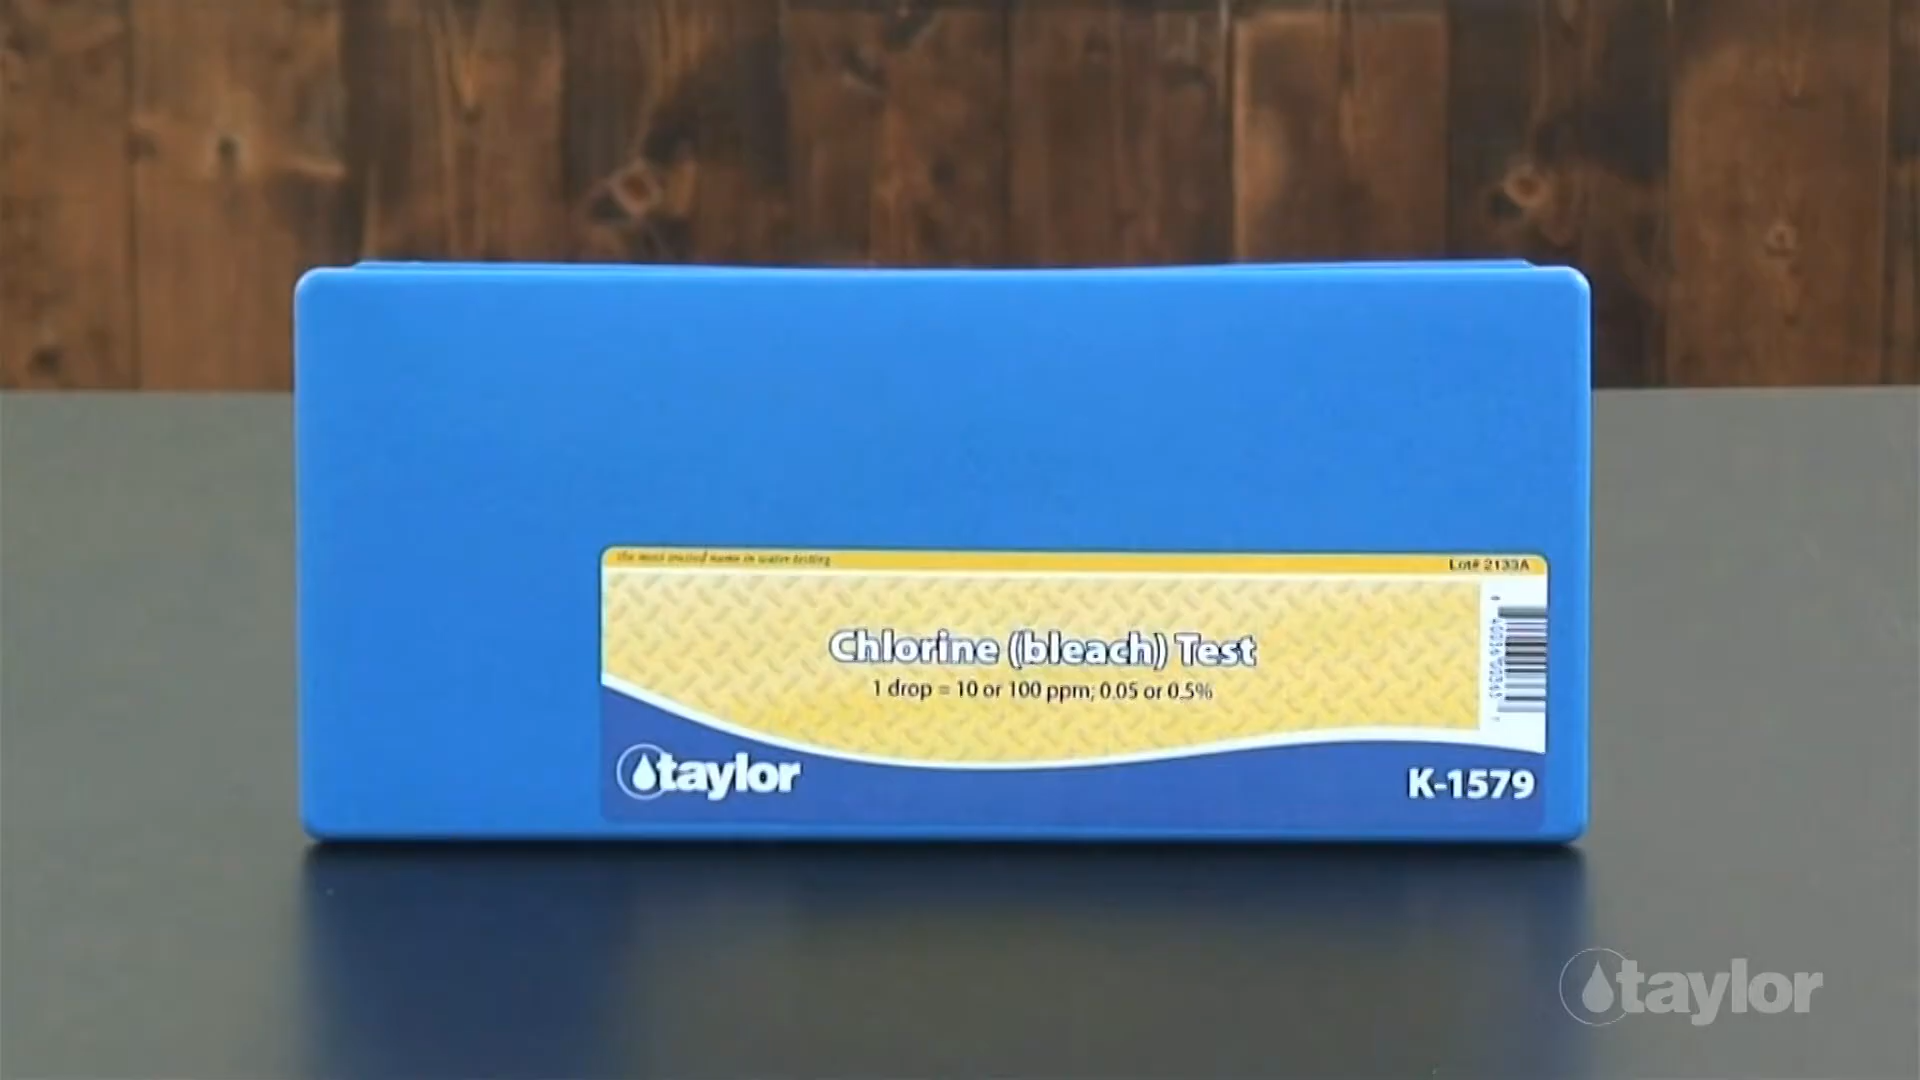 the most trusted name in water testing
Lot# 2133A
Chlorine (bleach) Test
1 drop = 10 or 100 ppm; 0.05 or 0.5%
taylor
K-1579
taylor